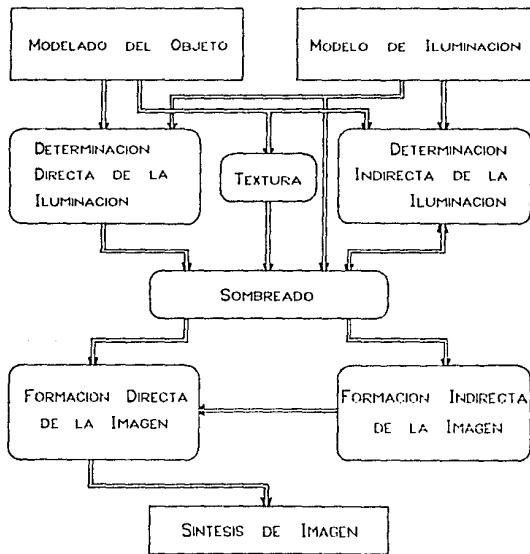 MODELADO DEL OBJETO
MODELO DE ILUMINACION
DETERMINACION
DIRECTA DE LA
ILUMINACION
TEXTURA
DETERMINACION
INDIRECTA DE LA
ILUMINACION
SOMBREADO
FORMACION DIRECTA
DE LA IMAGEN
FORMACION INDIRECTA
DE LA IMAGEN
SINTESIS DE IMAGEN